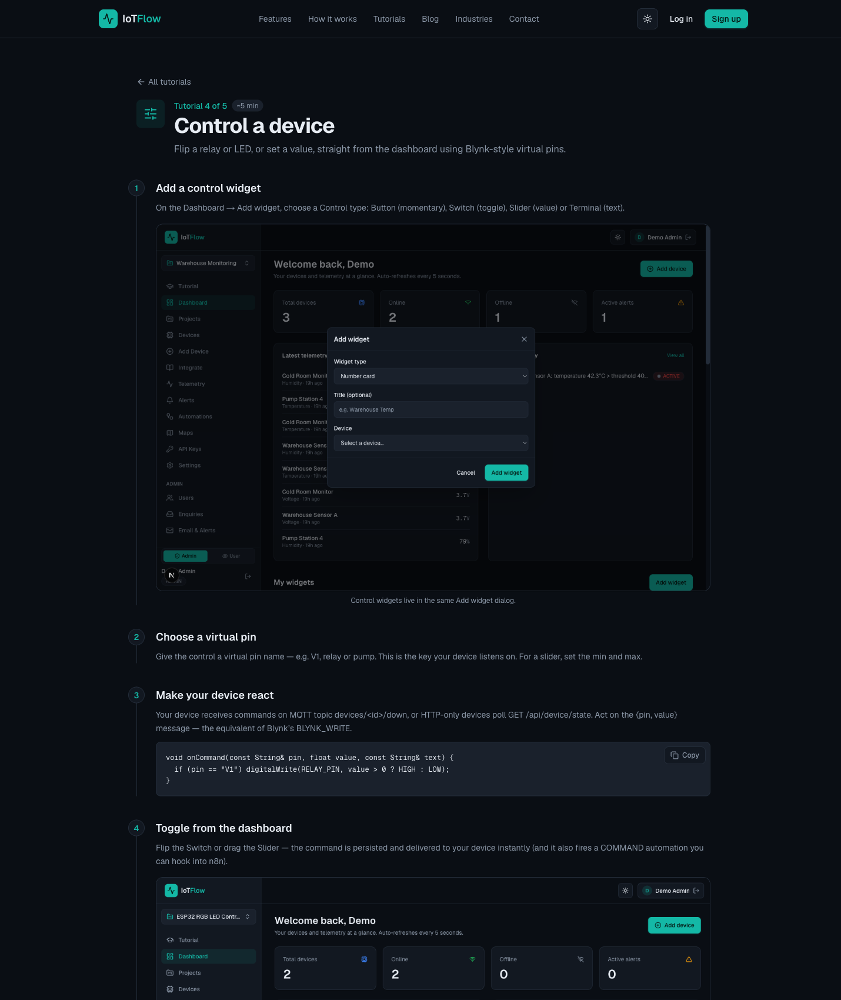 IoTFlow
Features
How it works
Tutorials
Blog
Industries
Contact
Log in
Sign up
← All tutorials
Tutorial 4 of 5
~5 min
Control a device
Flip a relay or LED, or set a value, straight from the dashboard using Blynk-style virtual pins.
1
Add a control widget
On the Dashboard → Add widget, choose a Control type: Button (momentary), Switch (toggle), Slider (value) or Terminal (text).
IoTFlow
D
Demo Admin
Warehouse Monitoring
Tutorial
Dashboard
Projects
Devices
Add Device
Integrate
Telemetry
Alerts
Automations
Maps
API Keys
Settings
ADMIN
Users
Enquiries
Email & Alerts
Admin
User
Admin
N
Welcome back, Demo
Your devices and telemetry at a glance. Auto-refreshes every 5 seconds.
Add device
Total devices
3
Online
2
Offline
1
Active alerts
1
Latest telemetry
View all
Cold Room Monit
Humidity · 19h ago
Pump Station 4
Temperature · 19h ag
Cold Room Monit
Temperature · 19h ago
Warehouse Sens
Humidity · 19h ago
Warehouse Sens
Temperature · 19h ago
Cold Room Monitor
Voltage · 19h ago
3.7V
Warehouse Sensor A
Voltage · 19h ago
3.7V
Pump Station 4
Humidity · 19h ago
79%
nsor A: temperature 42.3°C > threshold 40...
ACTIVE
Add widget
Widget type
Number card
Title (optional)
e.g. Warehouse Temp
Device
Select a device...
Cancel
Add widget
My widgets
Add widget
Control widgets live in the same Add widget dialog.
2
Choose a virtual pin
Give the control a virtual pin name — e.g. V1, relay or pump. This is the key your device listens on. For a slider, set the min and max.
3
Make your device react
Your device receives commands on MQTT topic devices/<id>/down, or HTTP-only devices poll GET /api/device/state. Act on the {pin, value}
message — the equivalent of Blynk's BLYNK_WRITE.
Copy
void onCommand(const String& pin, float value, const String& text) {
  if (pin == "V1") digitalWrite(RELAY_PIN, value > 0 ? HIGH : LOW);
}
4
Toggle from the dashboard
Flip the Switch or drag the Slider — the command is persisted and delivered to your device instantly (and it also fires a COMMAND automation you
can hook into n8n).
IoTFlow
D
Demo Admin
ESP32 RGB LED Contr...
Tutorial
Dashboard
Projects
Devices
Welcome back, Demo
Your devices and telemetry at a glance. Auto-refreshes every 5 seconds.
Add device
Total devices
2
Online
2
Offline
0
Active alerts
0